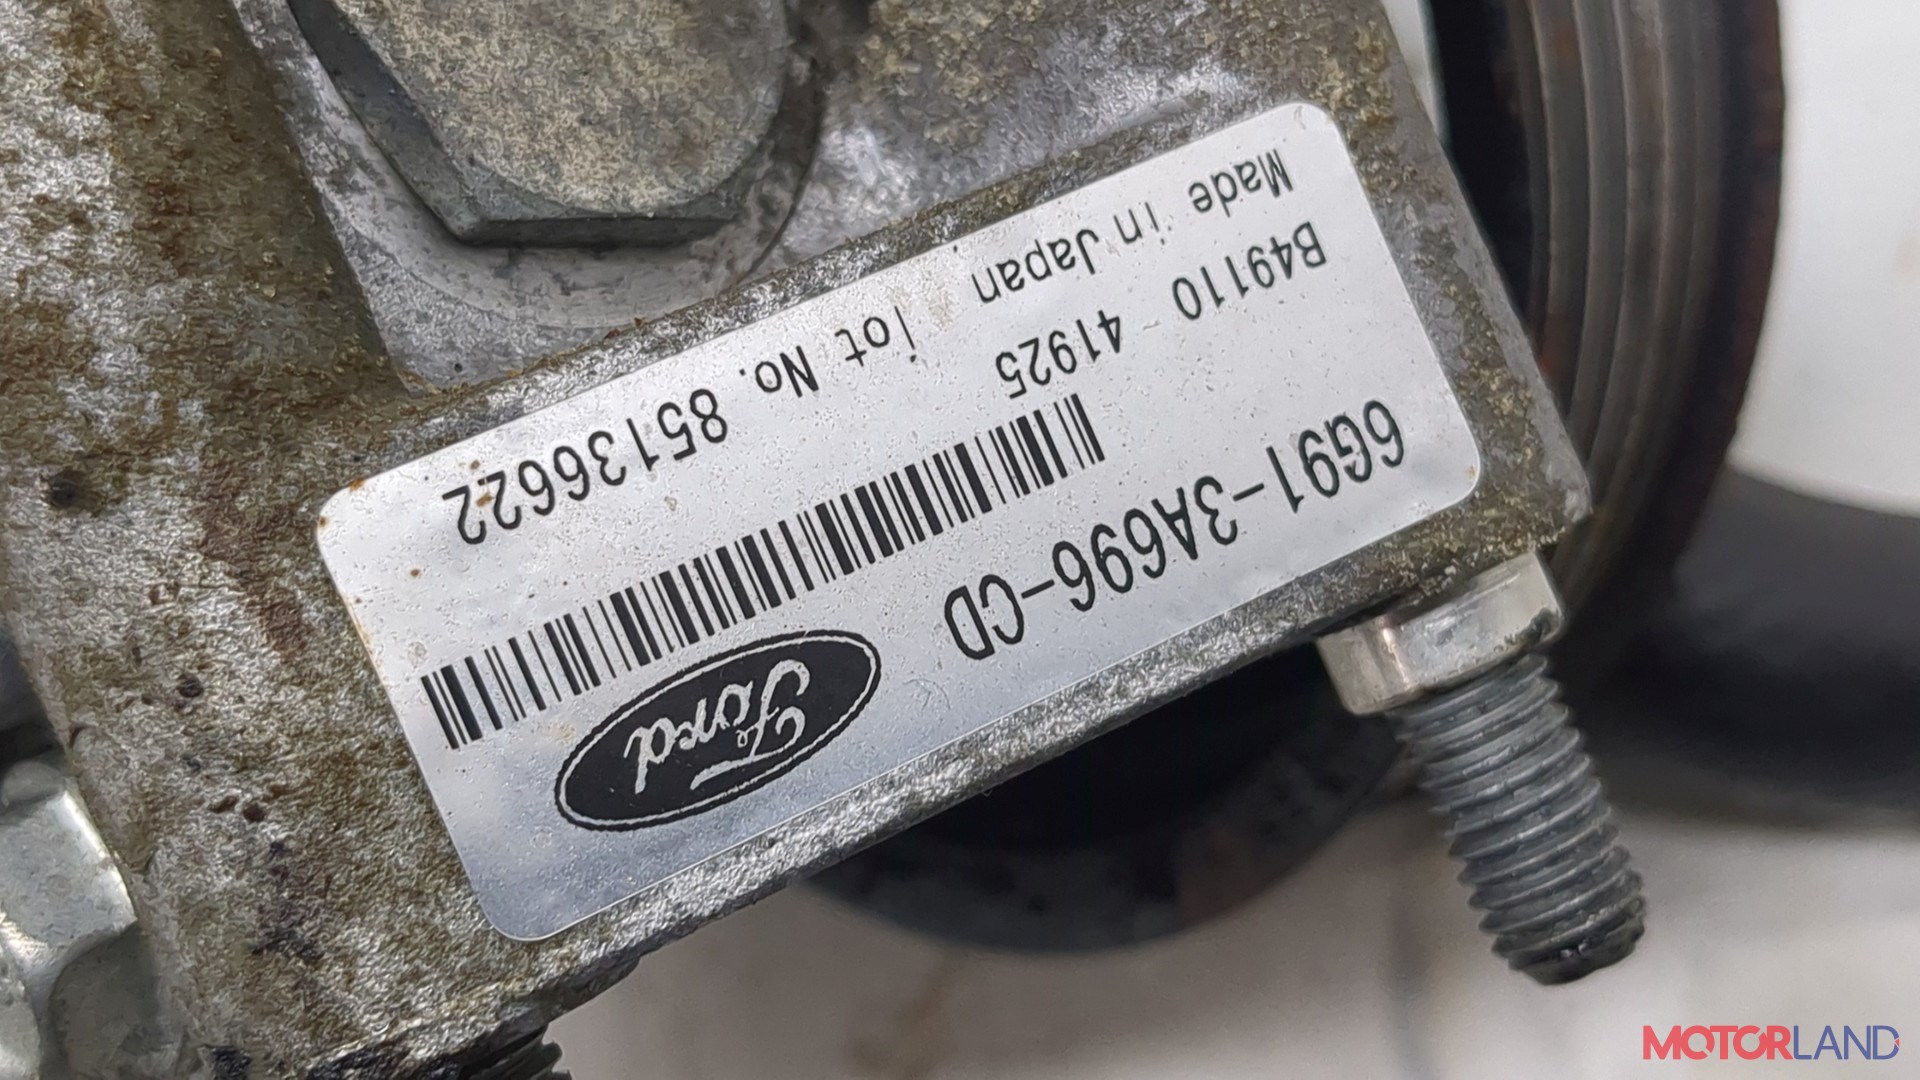 6G91-3A696-CD
Ford
B49110 41925
Made in Japan lot No. 85136622
MOTORLAND